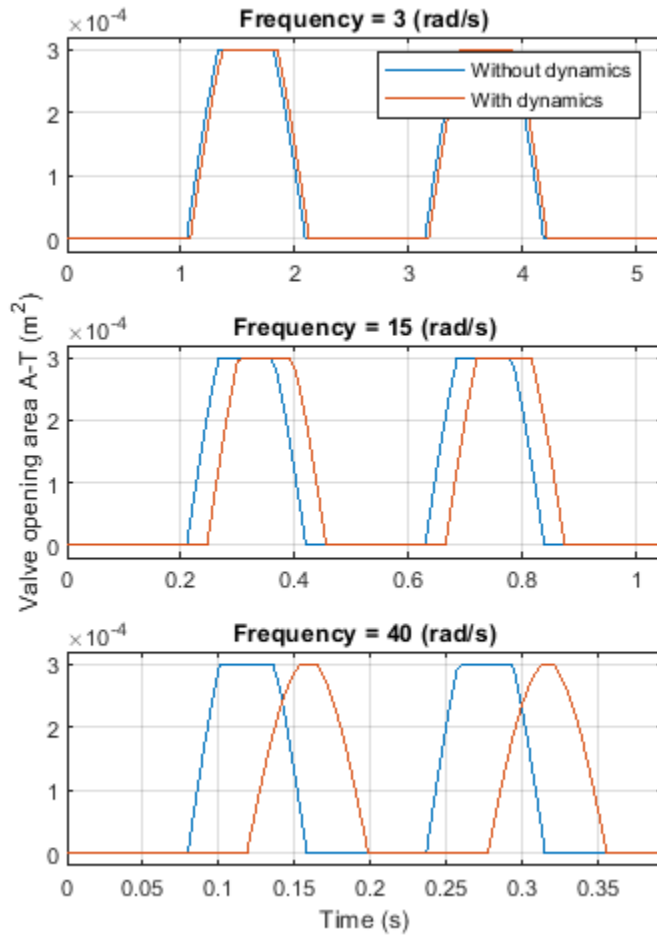 Frequency = 3 (rad/s)
×10⁻⁴
3
2
1
0
0 1 2 3 4 5
Without dynamics
With dynamics
Valve opening area A-T (m²)
Frequency = 15 (rad/s)
×10⁻⁴
3
2
1
0
0 0.2 0.4 0.6 0.8 1
Frequency = 40 (rad/s)
×10⁻⁴
3
2
1
0
0 0.05 0.1 0.15 0.2 0.25 0.3 0.35
Time (s)